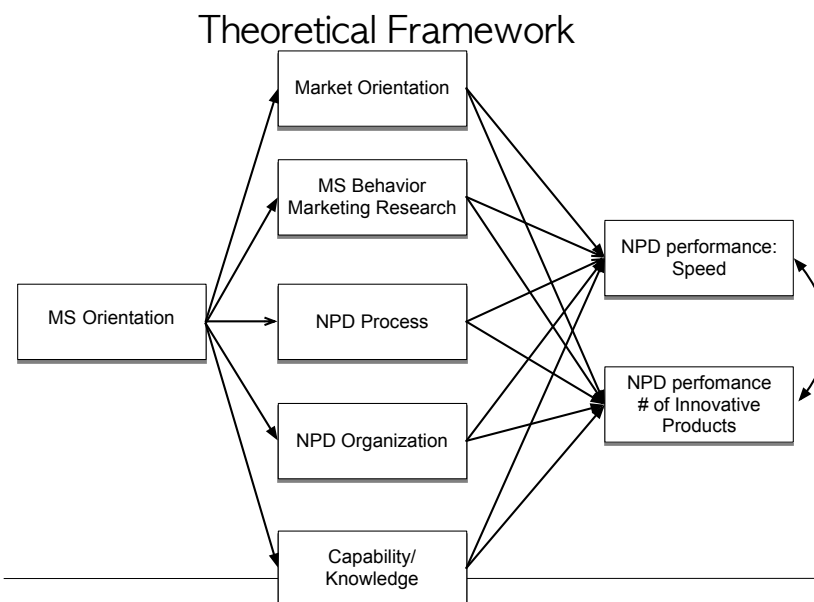 Theoretical Framework
Market Orientation
MS Behavior
Marketing Research
MS Orientation
NPD Process
NPD Organization
Capability/
Knowledge
NPD performance:
Speed
NPD perfomance
# of Innovative
Products